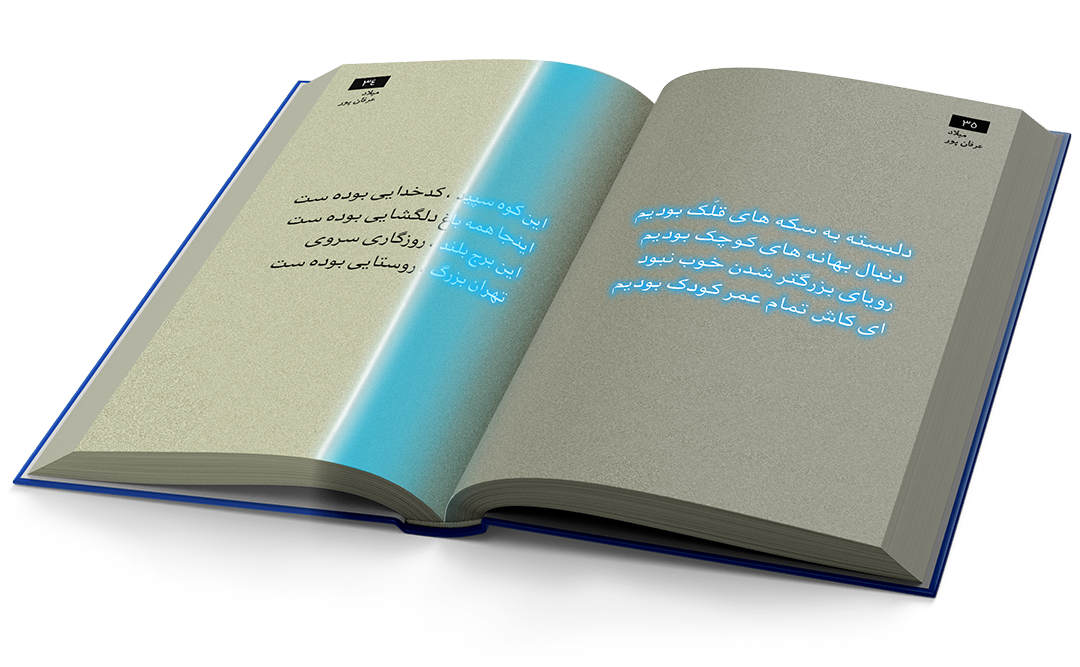 ۳۴
میلاد
عرفان پور
این کوه سپید ، کدخدایی بوده ست
اینجا همه باغ دلگشایی بوده ست
این برج بلند ، روزگاری سروی
تهران بزرگ ، روستایی بوده ست
۳۵
میلاد
عرفان پور
دلبسته به سکه های قلّک بودیم
دنبال بهانه های کوچک بودیم
رویای بزرگتر شدن خوب نبود
ای کاش تمام عمر کودک بودیم